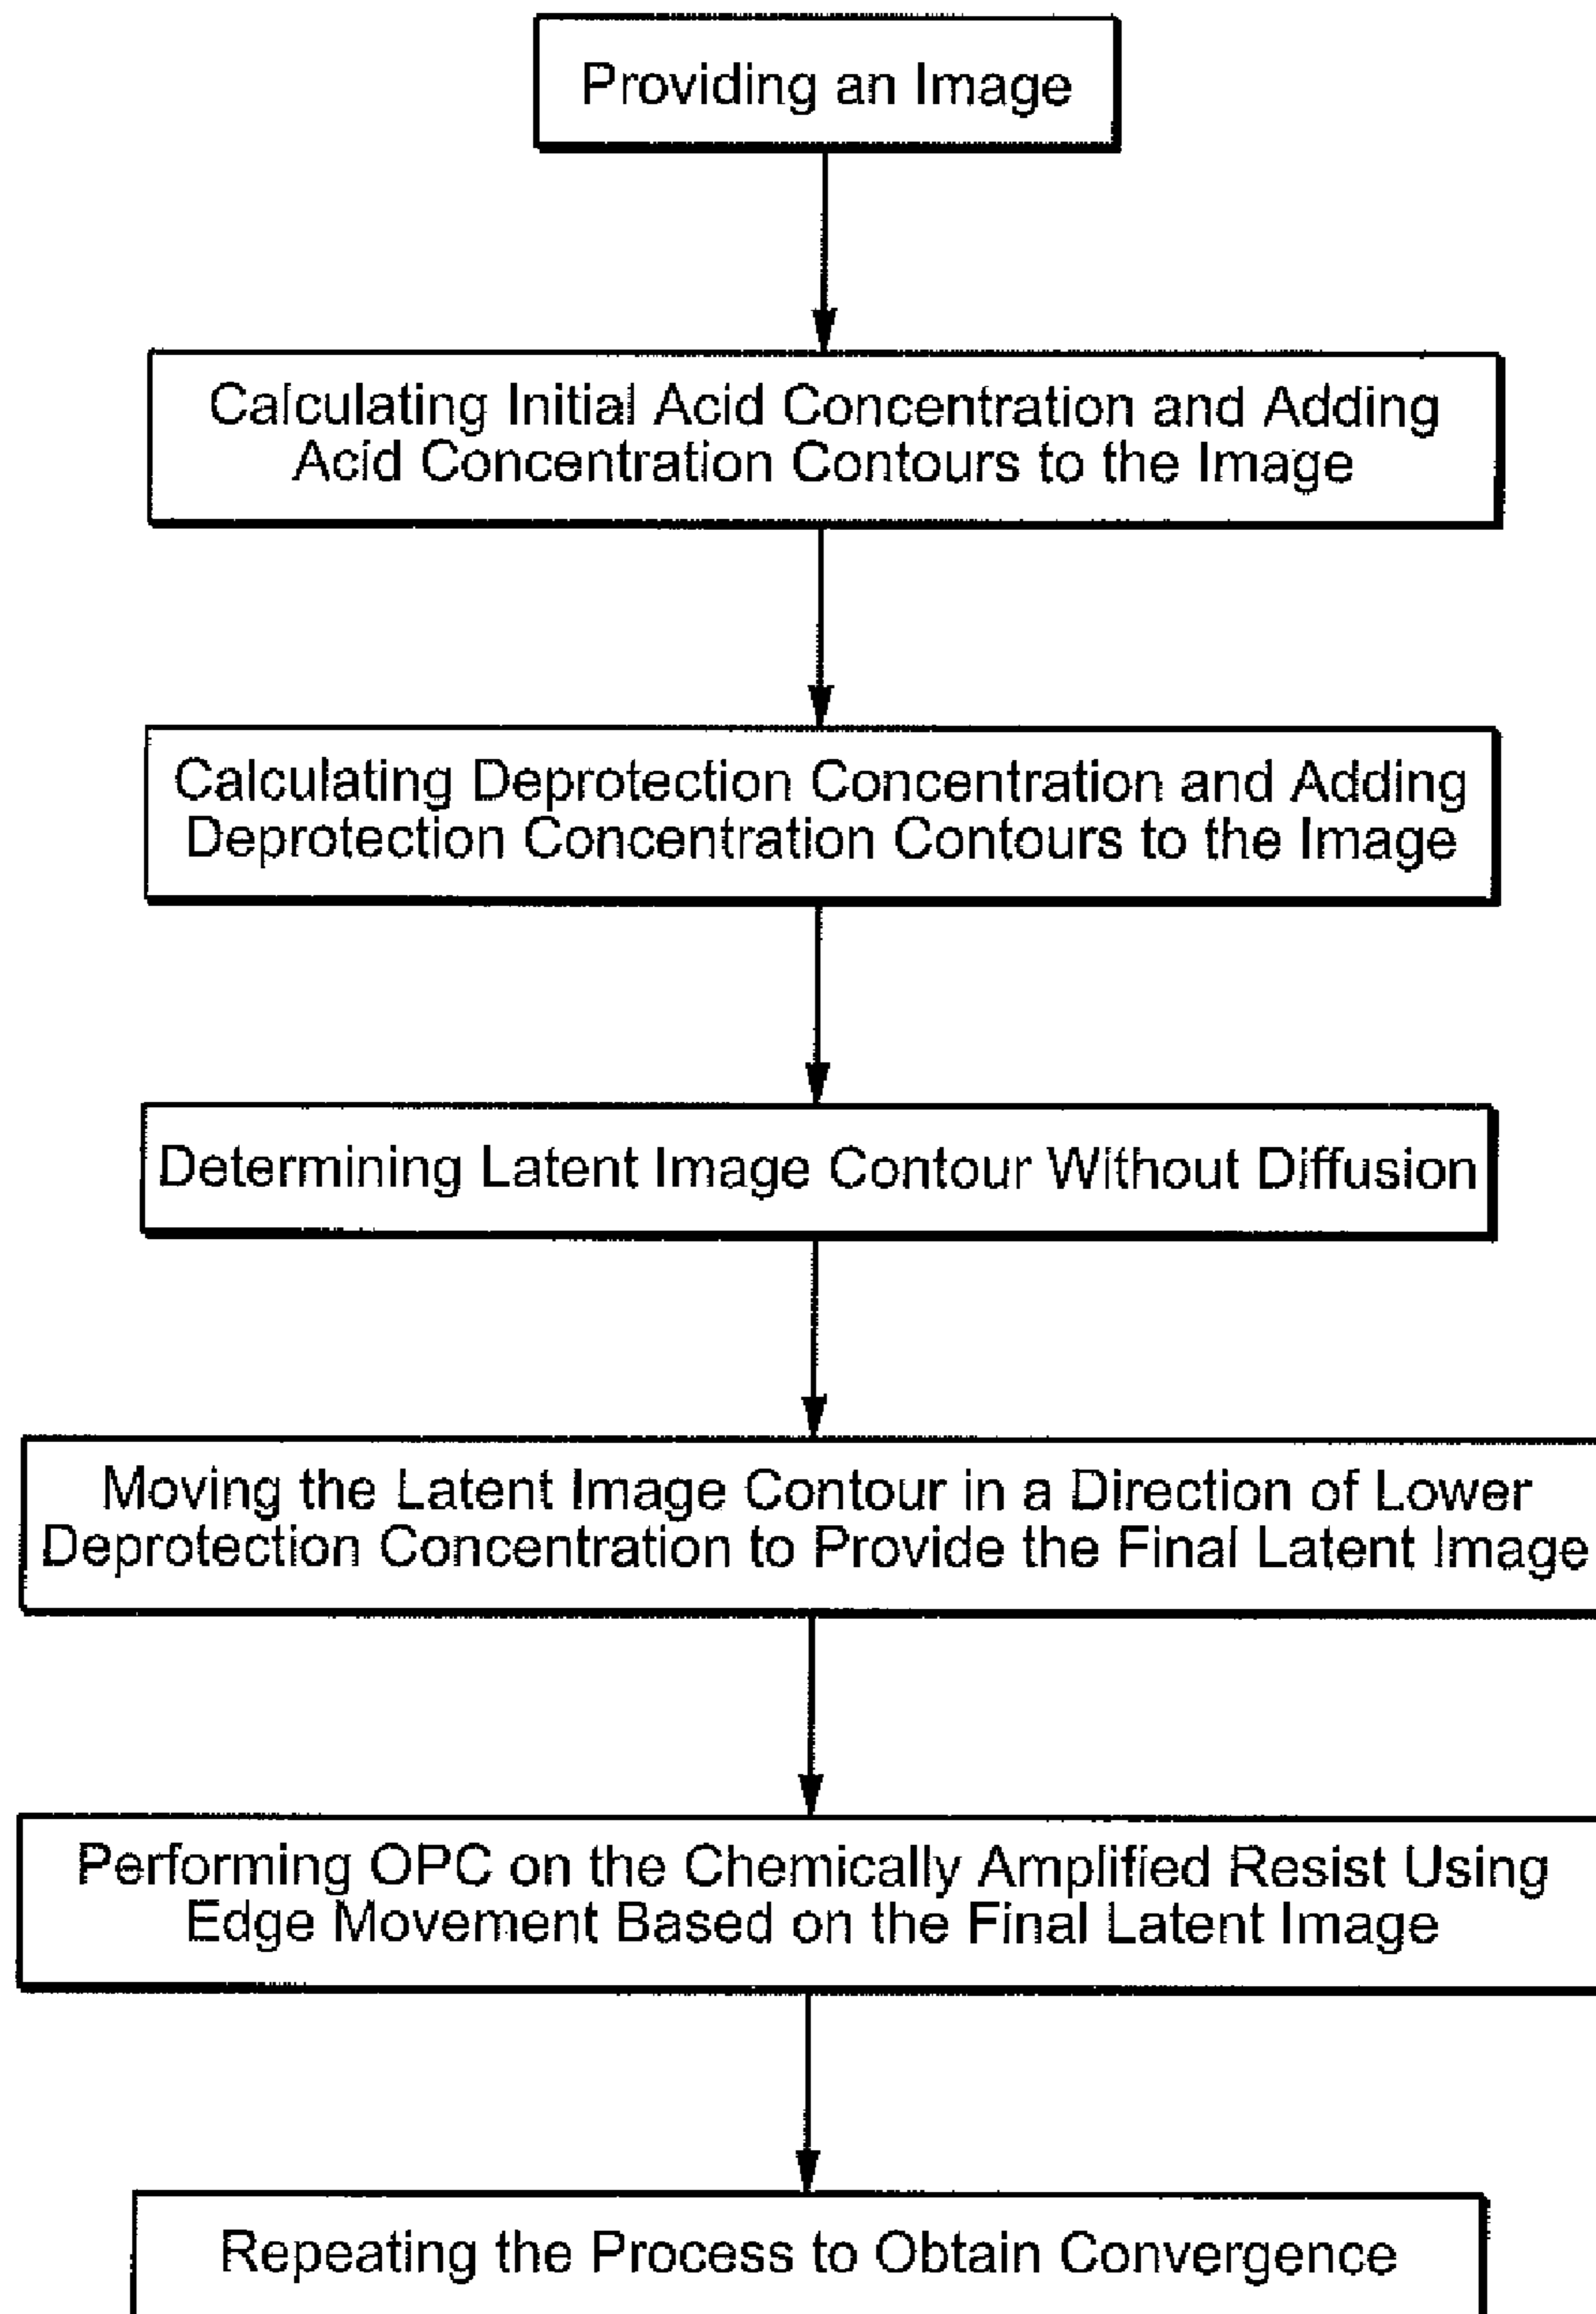 Providing an Image
Calculating Initial Acid Concentration and Adding
Acid Concentration Contours to the Image
Calculating Deprotection Concentration and Adding
Deprotection Concentration Contours to the Image
Determining Latent Image Contour Without Diffusion
Moving the Latent Image Contour in a Direction of Lower
Deprotection Concentration to Provide the Final Latent Image
Performing OPC on the Chemically Amplified Resist Using
Edge Movement Based on the Final Latent Image
Repeating the Process to Obtain Convergence